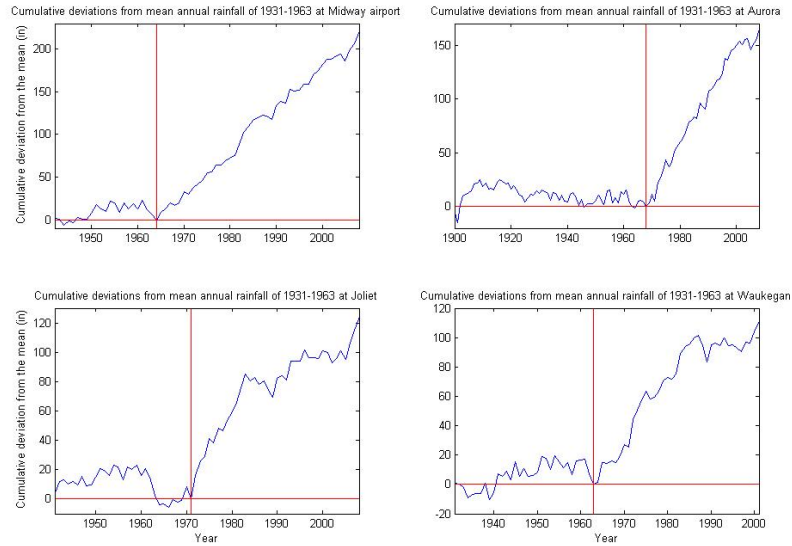 Cumulative deviations from mean annual rainfall of 1931-1963 at Midway airport
Cumulative deviation from the mean (in)
200
150
100
50
0
1950 1960 1970 1980 1990 2000
Cumulative deviations from mean annual rainfall of 1931-1963 at Aurora
150
100
50
0
1900 1920 1940 1960 1980 2000
Cumulative deviations from mean annual rainfall of 1931-1963 at Joliet
Cumulative deviation from the mean (in)
120
100
80
60
40
20
0
1950 1960 1970 1980 1990 2000
Year
Cumulative deviations from mean annual rainfall of 1931-1963 at Waukegan
120
100
80
60
40
20
0
-20
1940 1950 1960 1970 1980 1990 2000
Year